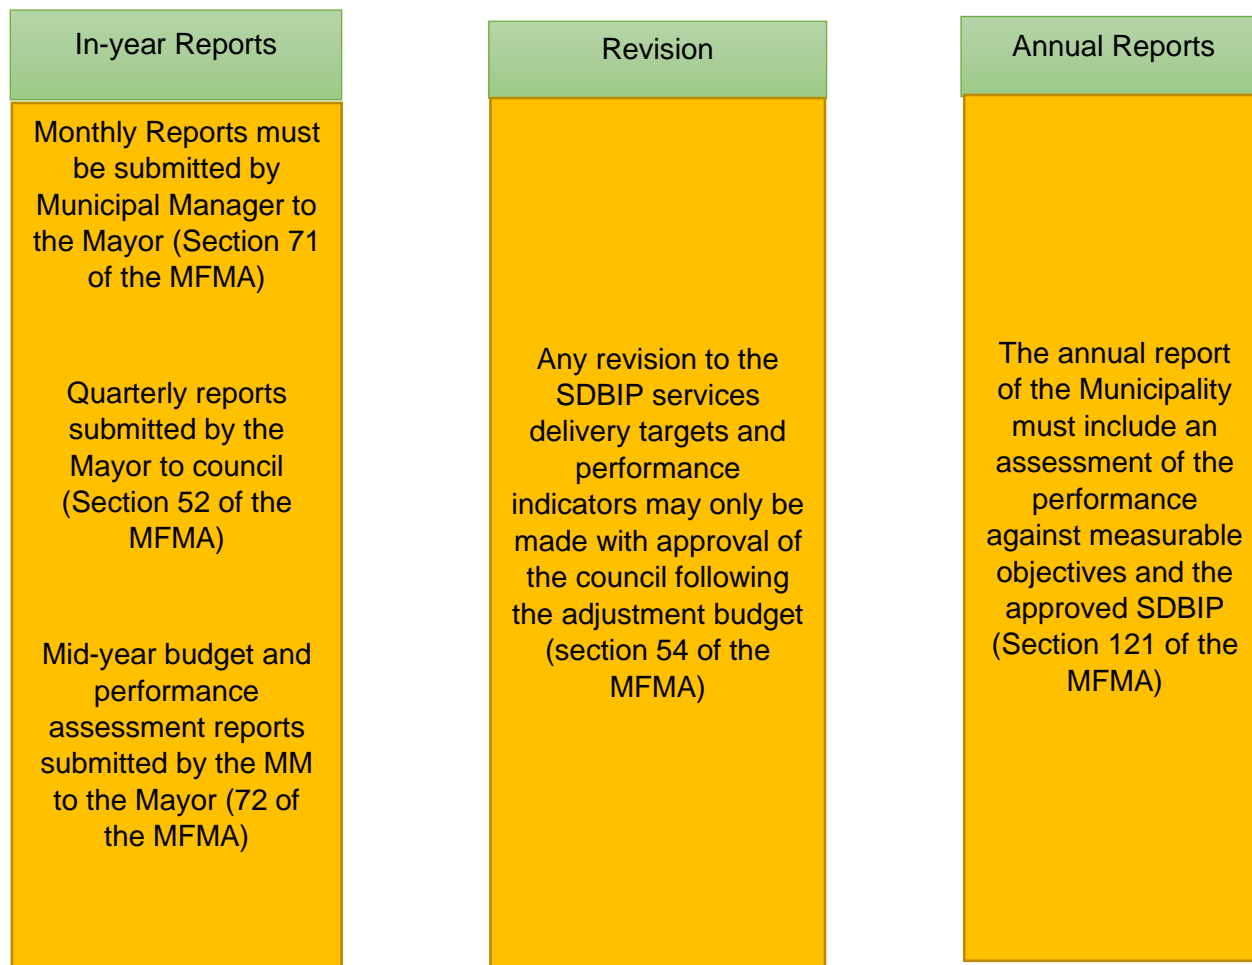 In-year Reports
Monthly Reports must
be submitted by
Municipal Manager to
the Mayor (Section 71
of the MFMA)
Quarterly reports
submitted by the
Mayor to council
(Section 52 of the
MFMA)
Mid-year budget and
performance
assessment reports
submitted by the MM
to the Mayor (72 of
the MFMA)
Revision
Any revision to the
SDBIP services
delivery targets and
performance
indicators may only be
made with approval of
the council following
the adjustment budget
(section 54 of the
MFMA)
Annual Reports
The annual report
of the Municipality
must include an
assessment of the
performance
against measurable
objectives and the
approved SDBIP
(Section 121 of the
MFMA)